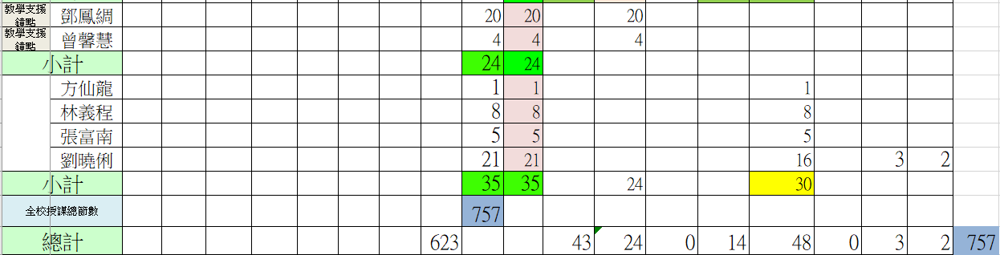 教學支援鐘點 鄧鳳綢 20 20 20
教學支援鐘點 曾馨慧 4 4 4
小計 24 24
方仙龍 1 1 1
林義程 8 8 8
張富南 5 5 5
劉曉俐 21 21 16 3 2
小計 35 35 24 30
全校授課總節數 757
總計 623 43 24 0 14 48 0 3 2 757